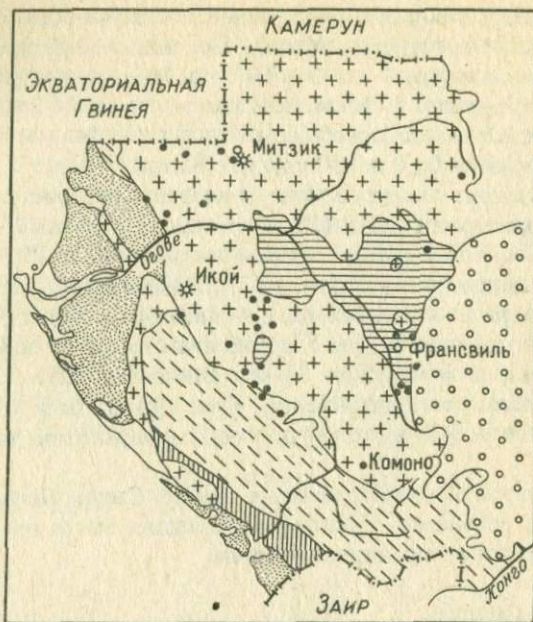 КАМЕРУН
ЭКВАТОРИАЛЬНАЯ
ГВИНЕЯ
Митзик
Огове
Икой
Франсвиль
Комоно
Конго
ЗАИР